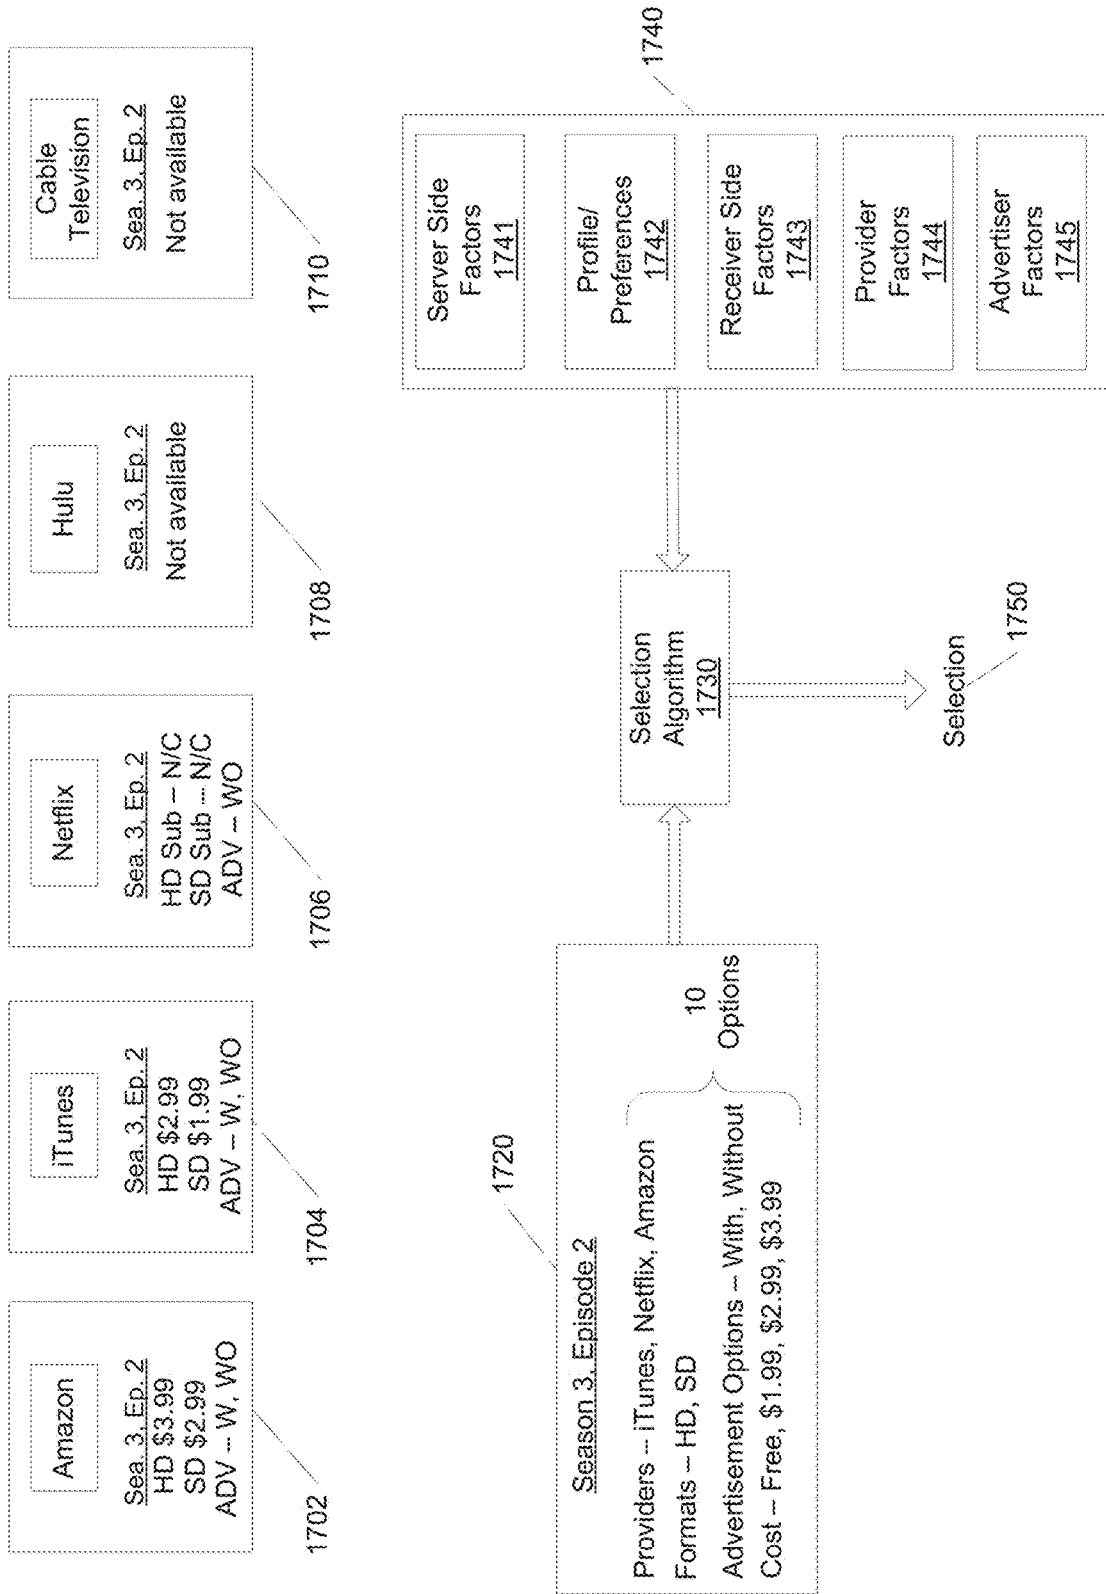 Amazon
Sea. 3, Ep. 2
HD $3.99
SD $2.99
ADV – W, WO
1702
iTunes
Sea. 3, Ep. 2
HD $2.99
SD $1.99
ADV – W, WO
1704
Netflix
Sea. 3, Ep. 2
HD Sub – N/C
SD Sub – N/C
ADV – WO
1706
Hulu
Sea. 3, Ep. 2
Not available
1708
Cable
Television
Sea. 3, Ep. 2
Not available
1710
1720
Season 3, Episode 2
Providers – iTunes, Netflix, Amazon
Formats – HD, SD
Advertisement Options – With, Without
Cost – Free, $1.99, $2.99, $3.99
10
Options
Selection
Algorithm
1730
Selection
1750
1740
Server Side
Factors
1741
Profile/
Preferences
1742
Receiver Side
Factors
1743
Provider
Factors
1744
Advertiser
Factors
1745